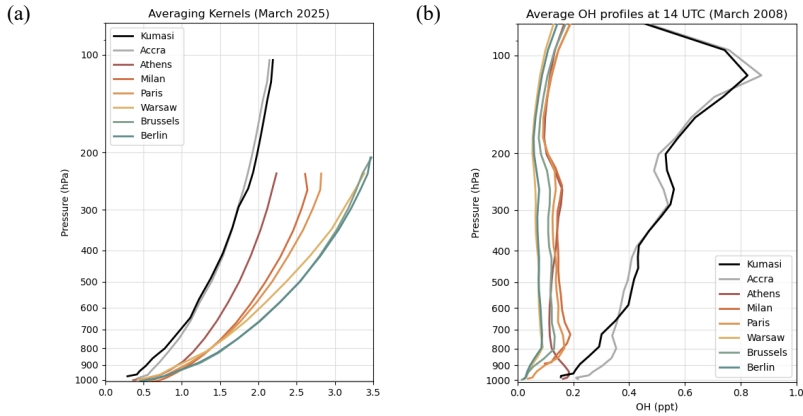 (a)
Averaging Kernels (March 2025)
Kumasi
Accra
Athens
Milan
Paris
Warsaw
Brussels
Berlin
Pressure (hPa)
100
200
300
400
500
600
700
800
900
1000
0.0 0.5 1.0 1.5 2.0 2.5 3.0 3.5
(b)
Average OH profiles at 14 UTC (March 2008)
Pressure (hPa)
100
200
300
400
500
600
700
800
900
1000
Kumasi
Accra
Athens
Milan
Paris
Warsaw
Brussels
Berlin
0.0 0.2 0.4 0.6 0.8 1.0
OH (ppt)